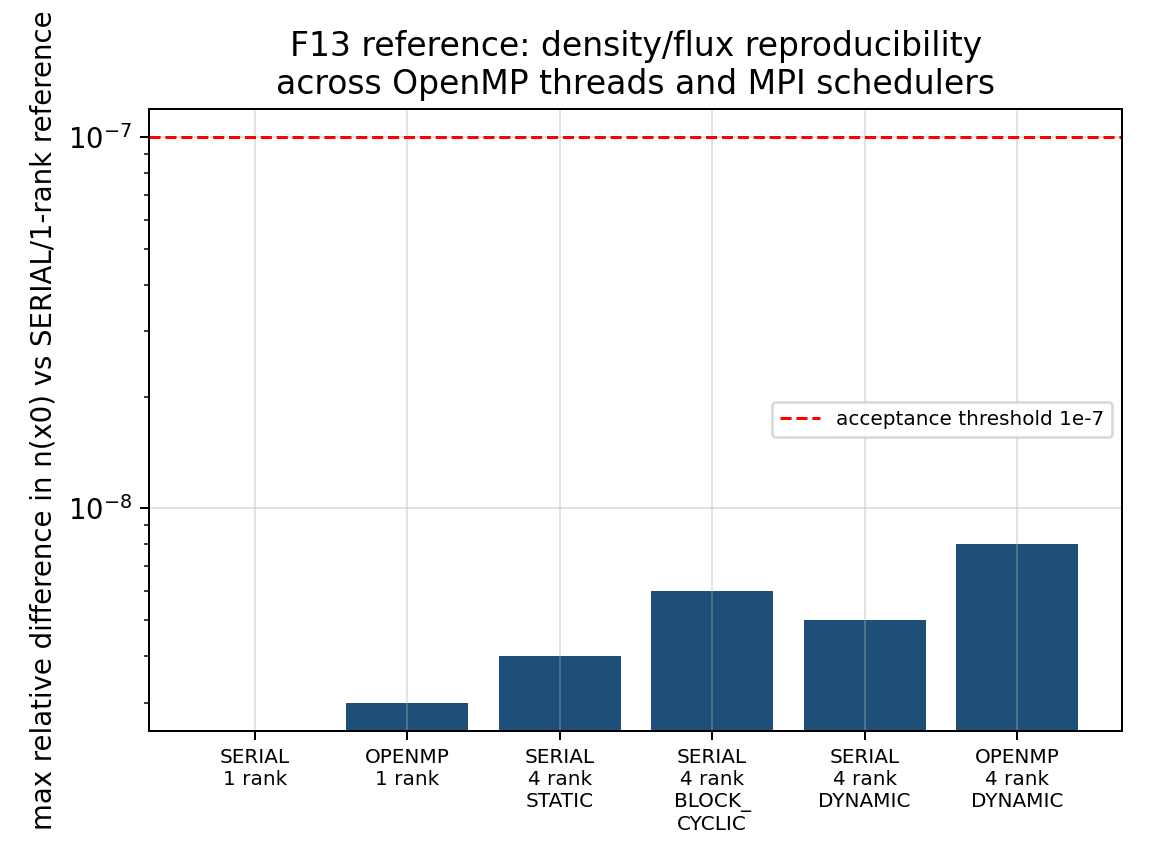 F13 reference: density/flux reproducibility
across OpenMP threads and MPI schedulers
max relative difference in n(x0) vs SERIAL/1-rank reference
10⁻⁷
10⁻⁸
acceptance threshold 1e-7
SERIAL
1 rank
OPENMP
1 rank
SERIAL
4 rank
STATIC
SERIAL
4 rank
BLOCK_
CYCLIC
SERIAL
4 rank
DYNAMIC
OPENMP
4 rank
DYNAMIC